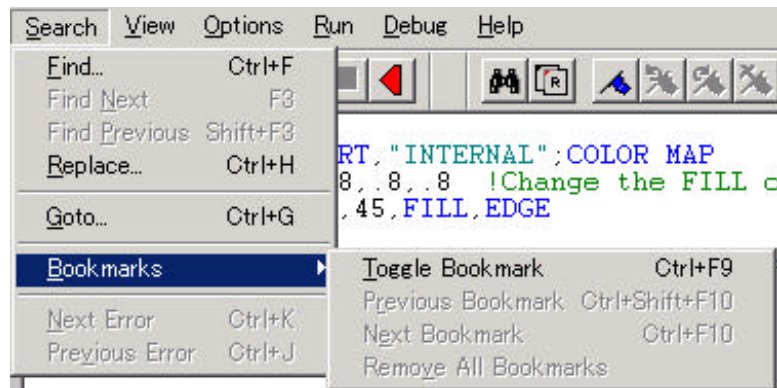 Search View Options Run Debug Help
Find... Ctrl+F
Find Next F3
Find Previous Shift+F3
Replace... Ctrl+H
Goto... Ctrl+G
Bookmarks
Next Error Ctrl+K
Previous Error Ctrl+J
R
RT,"INTERNAL";COLOR MAP
8,.8,.8 !Change the FILL c
,45,FILL,EDGE
Toggle Bookmark Ctrl+F9
Previous Bookmark Ctrl+Shift+F10
Next Bookmark Ctrl+F10
Remove All Bookmarks